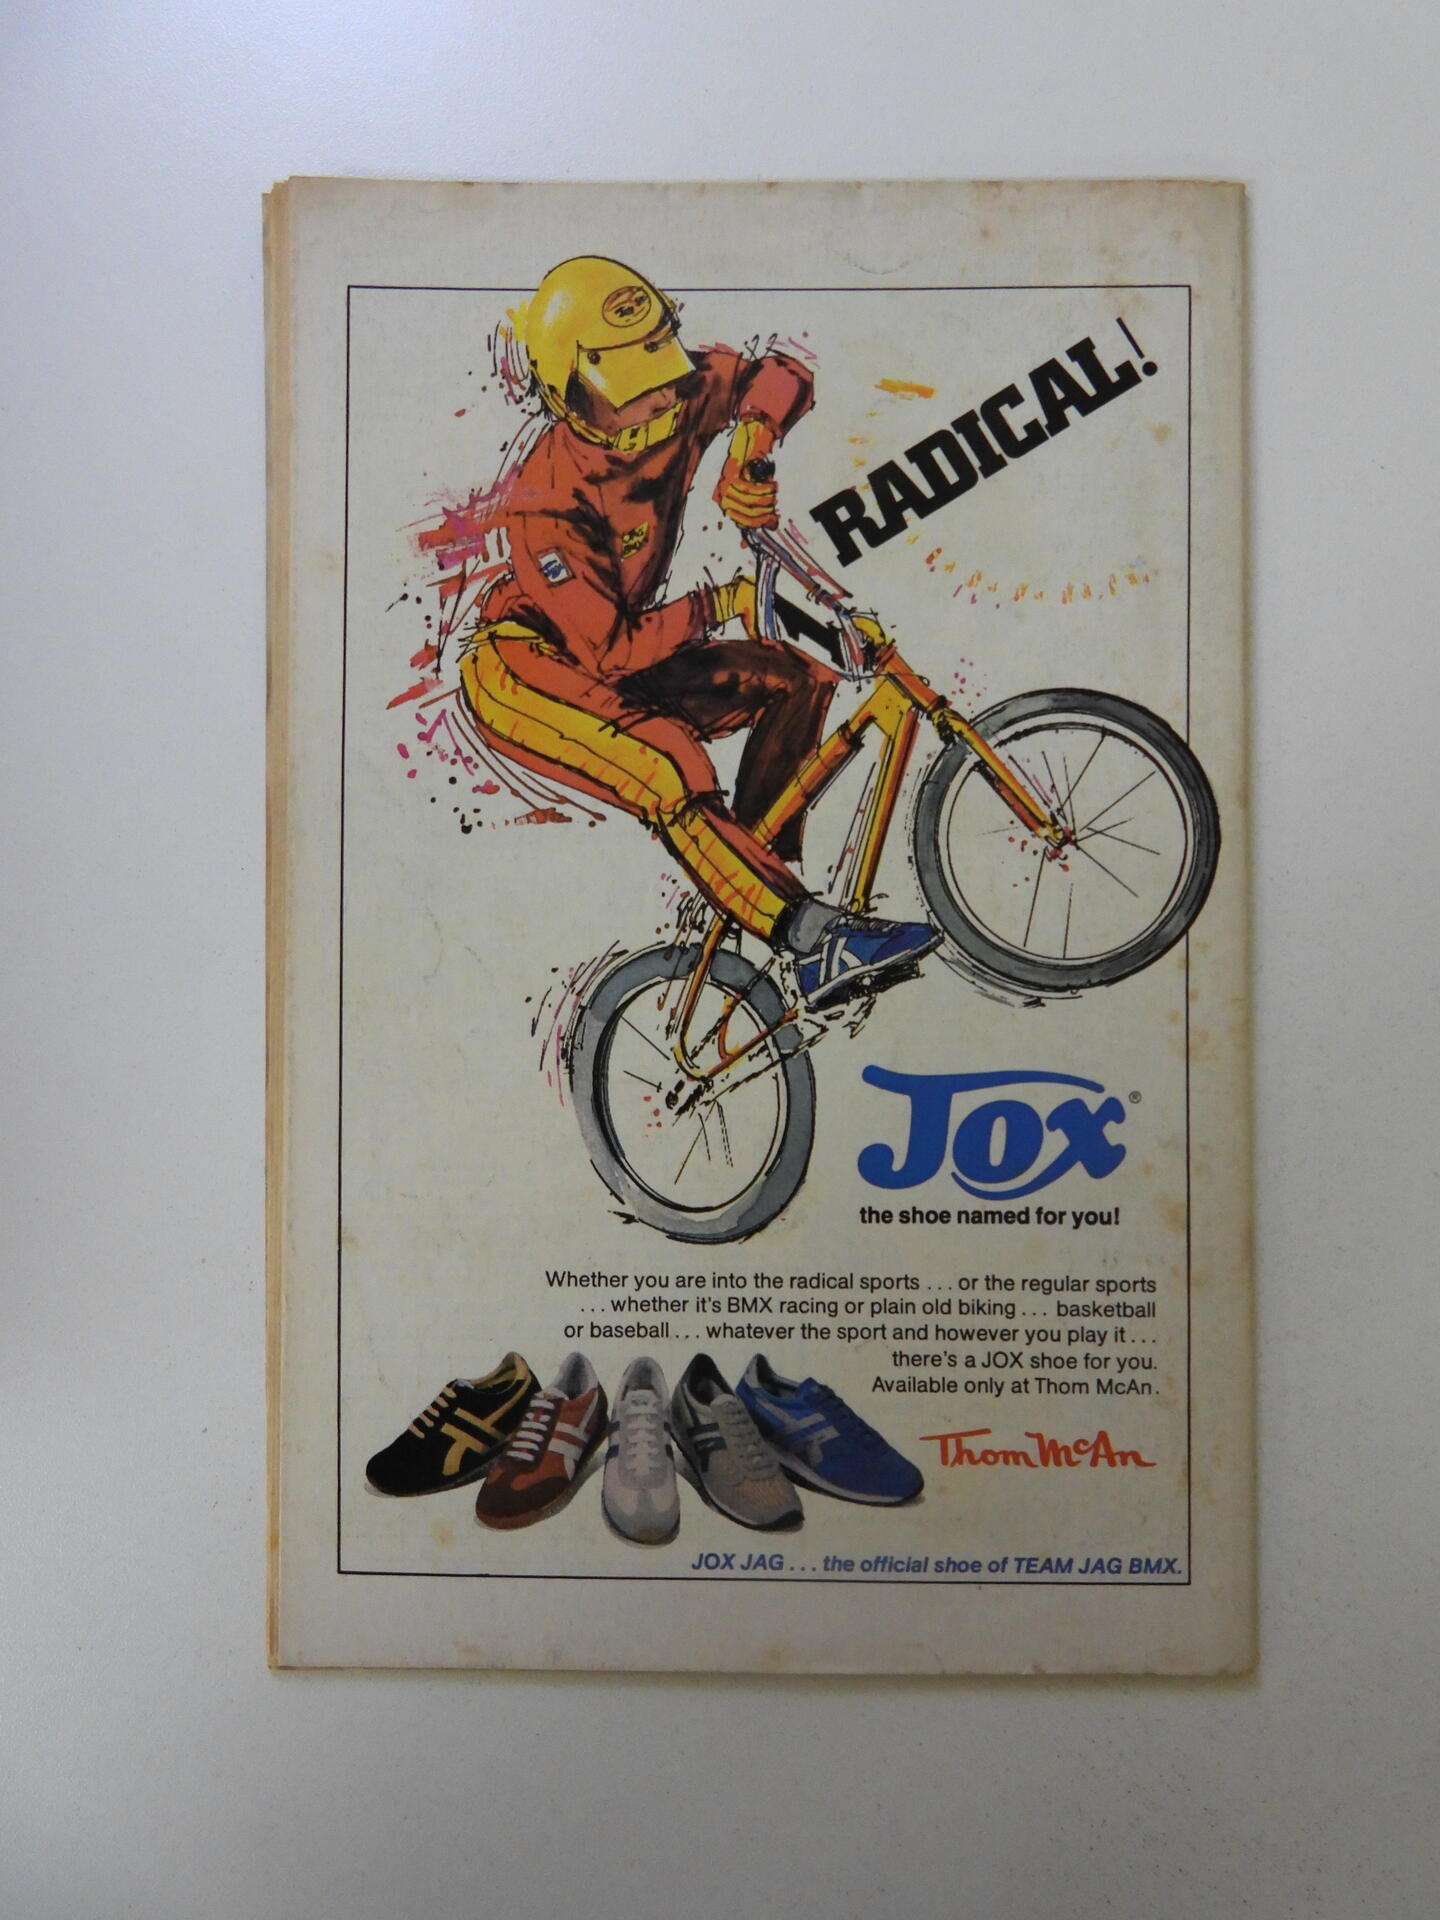 RADICAL!
1
Jox®
the shoe named for you!
Whether you are into the radical sports . . . or the regular sports
. . . whether it's BMX racing or plain old biking . . . basketball
or baseball . . . whatever the sport and however you play it . . .
there's a JOX shoe for you.
Available only at Thom McAn.
Thom McAn
JOX JAG . . . the official shoe of TEAM JAG BMX.